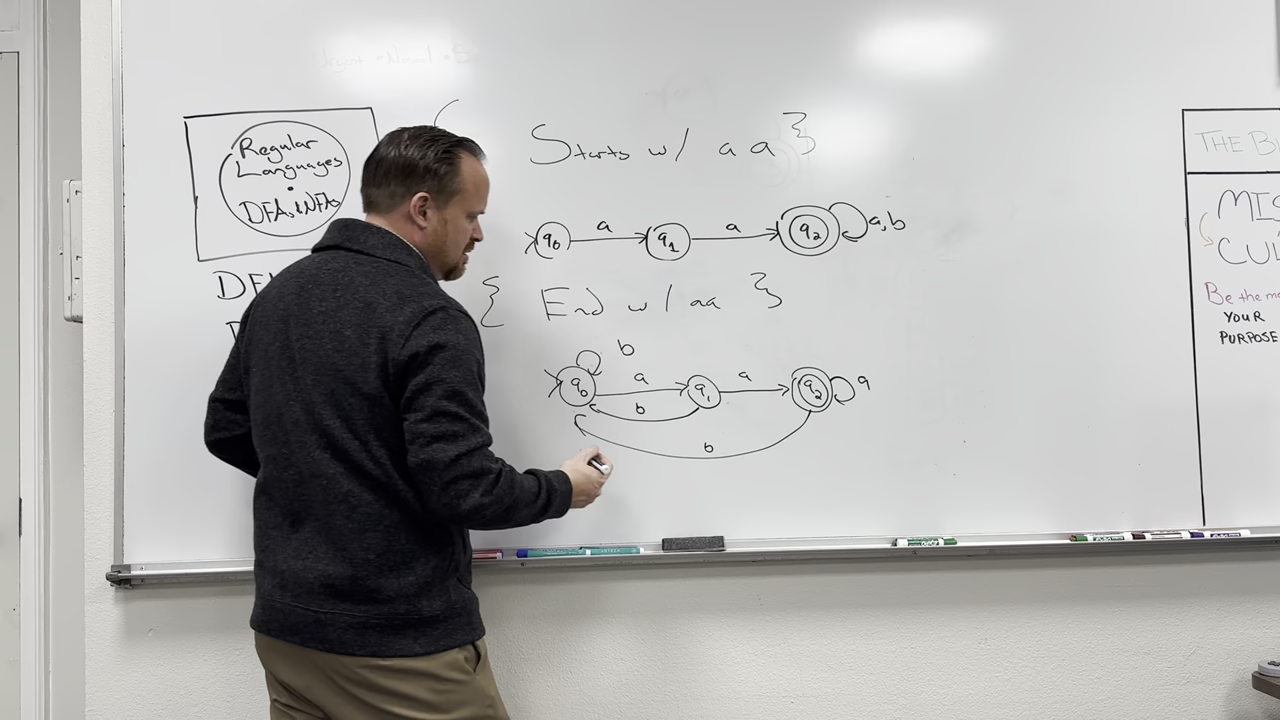 Regular
Languages
DFAs & NFAs
{
Starts w/ a a }
q0 a q1 a q2 a,b
{ End w/ aa }
b
q0 a q1 a q2 a
b
b
THE
MIS
CUL
Be the
YOUR
PURPOSE